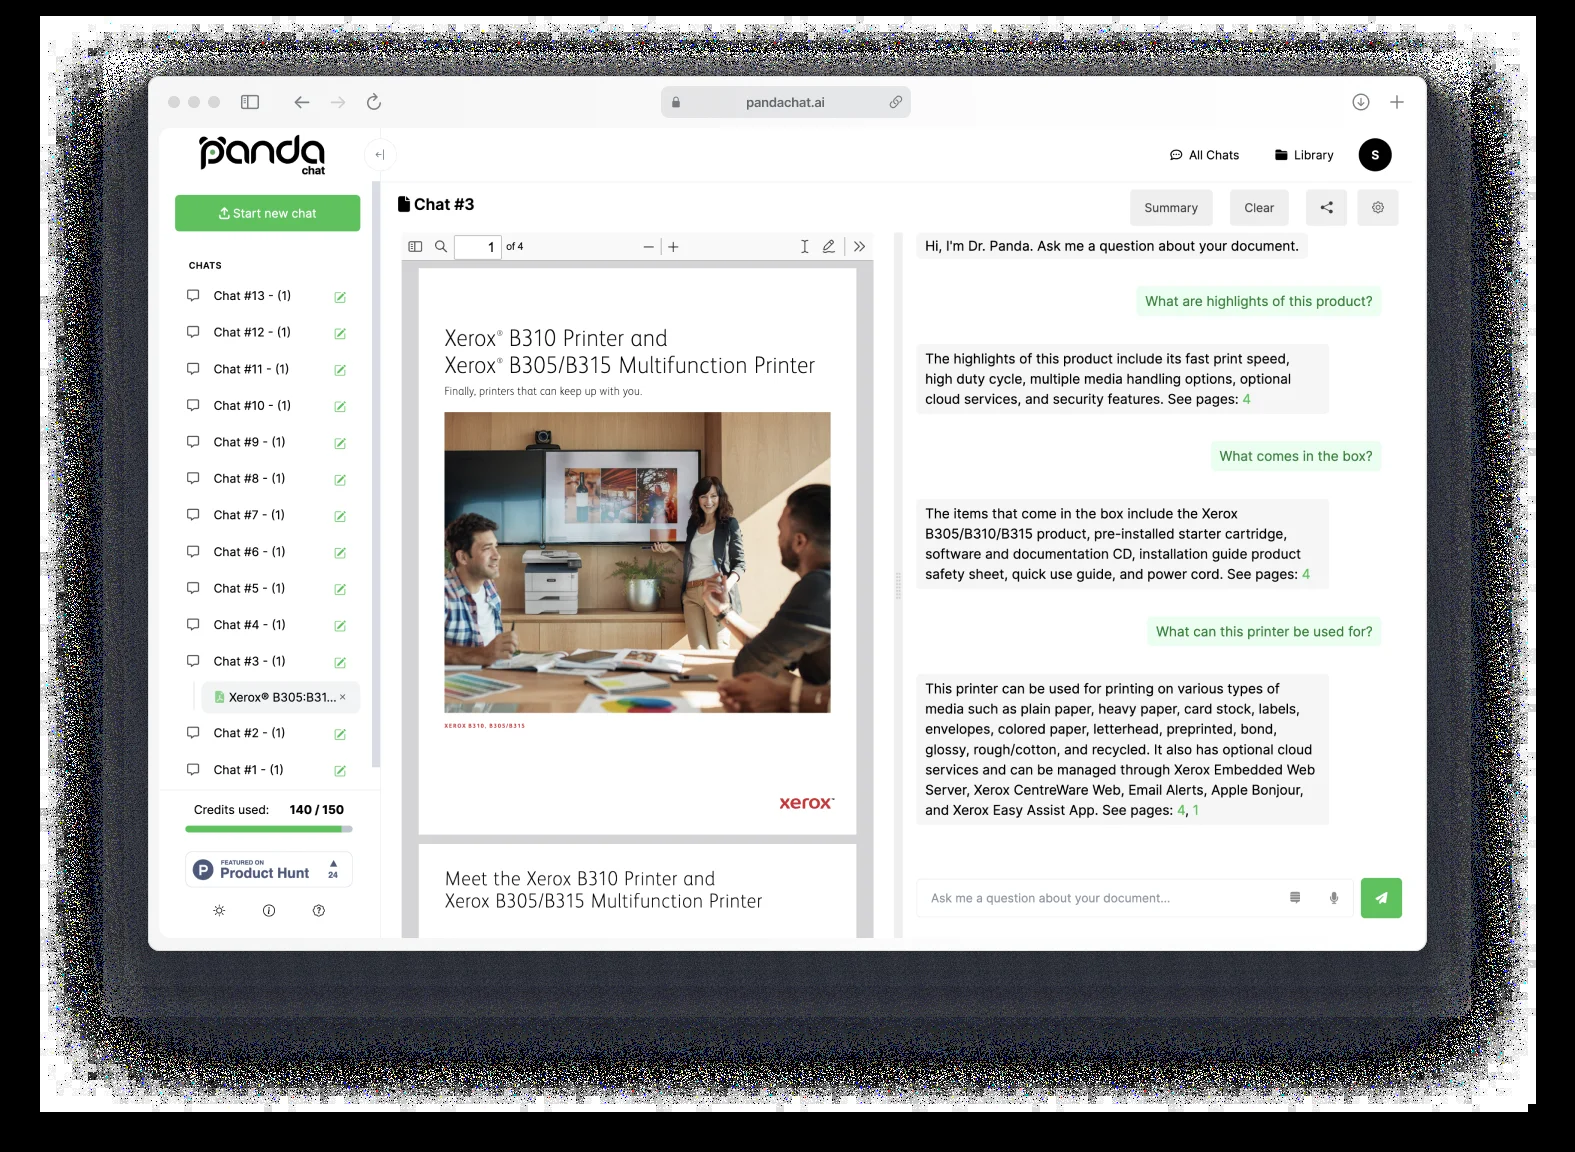 pandachat.ai
panda
chat
All Chats
Library
S
Start new chat
CHATS
Chat #13 - (1)
Chat #12 - (1)
Chat #11 - (1)
Chat #10 - (1)
Chat #9 - (1)
Chat #8 - (1)
Chat #7 - (1)
Chat #6 - (1)
Chat #5 - (1)
Chat #4 - (1)
Chat #3 - (1)
Xerox® B305:B31... ×
Chat #2 - (1)
Chat #1 - (1)
Credits used: 140 / 150
P
FEATURED ON
Product Hunt
24
Chat #3
Summary
Clear
1 of 4
Xerox® B310 Printer and
Xerox® B305/B315 Multifunction Printer
Finally, printers that can keep up with you.
XEROX B310, B305/B315
xerox™
Meet the Xerox B310 Printer and
Xerox B305/B315 Multifunction Printer
Hi, I'm Dr. Panda. Ask me a question about your document.
What are highlights of this product?
The highlights of this product include its fast print speed,
high duty cycle, multiple media handling options, optional
cloud services, and security features. See pages: 4
What comes in the box?
The items that come in the box include the Xerox
B305/B310/B315 product, pre-installed starter cartridge,
software and documentation CD, installation guide product
safety sheet, quick use guide, and power cord. See pages: 4
What can this printer be used for?
This printer can be used for printing on various types of
media such as plain paper, heavy paper, card stock, labels,
envelopes, colored paper, letterhead, preprinted, bond,
glossy, rough/cotton, and recycled. It also has optional cloud
services and can be managed through Xerox Embedded Web
Server, Xerox CentreWare Web, Email Alerts, Apple Bonjour,
and Xerox Easy Assist App. See pages: 4, 1
Ask me a question about your document...